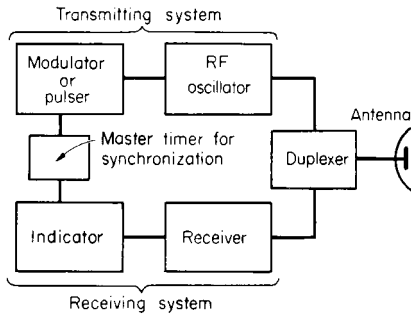 Transmitting system
Modulator
or
pulser
RF
oscillator
Antenna
Master timer for
synchronization
Duplexer
Indicator
Receiver
Receiving system